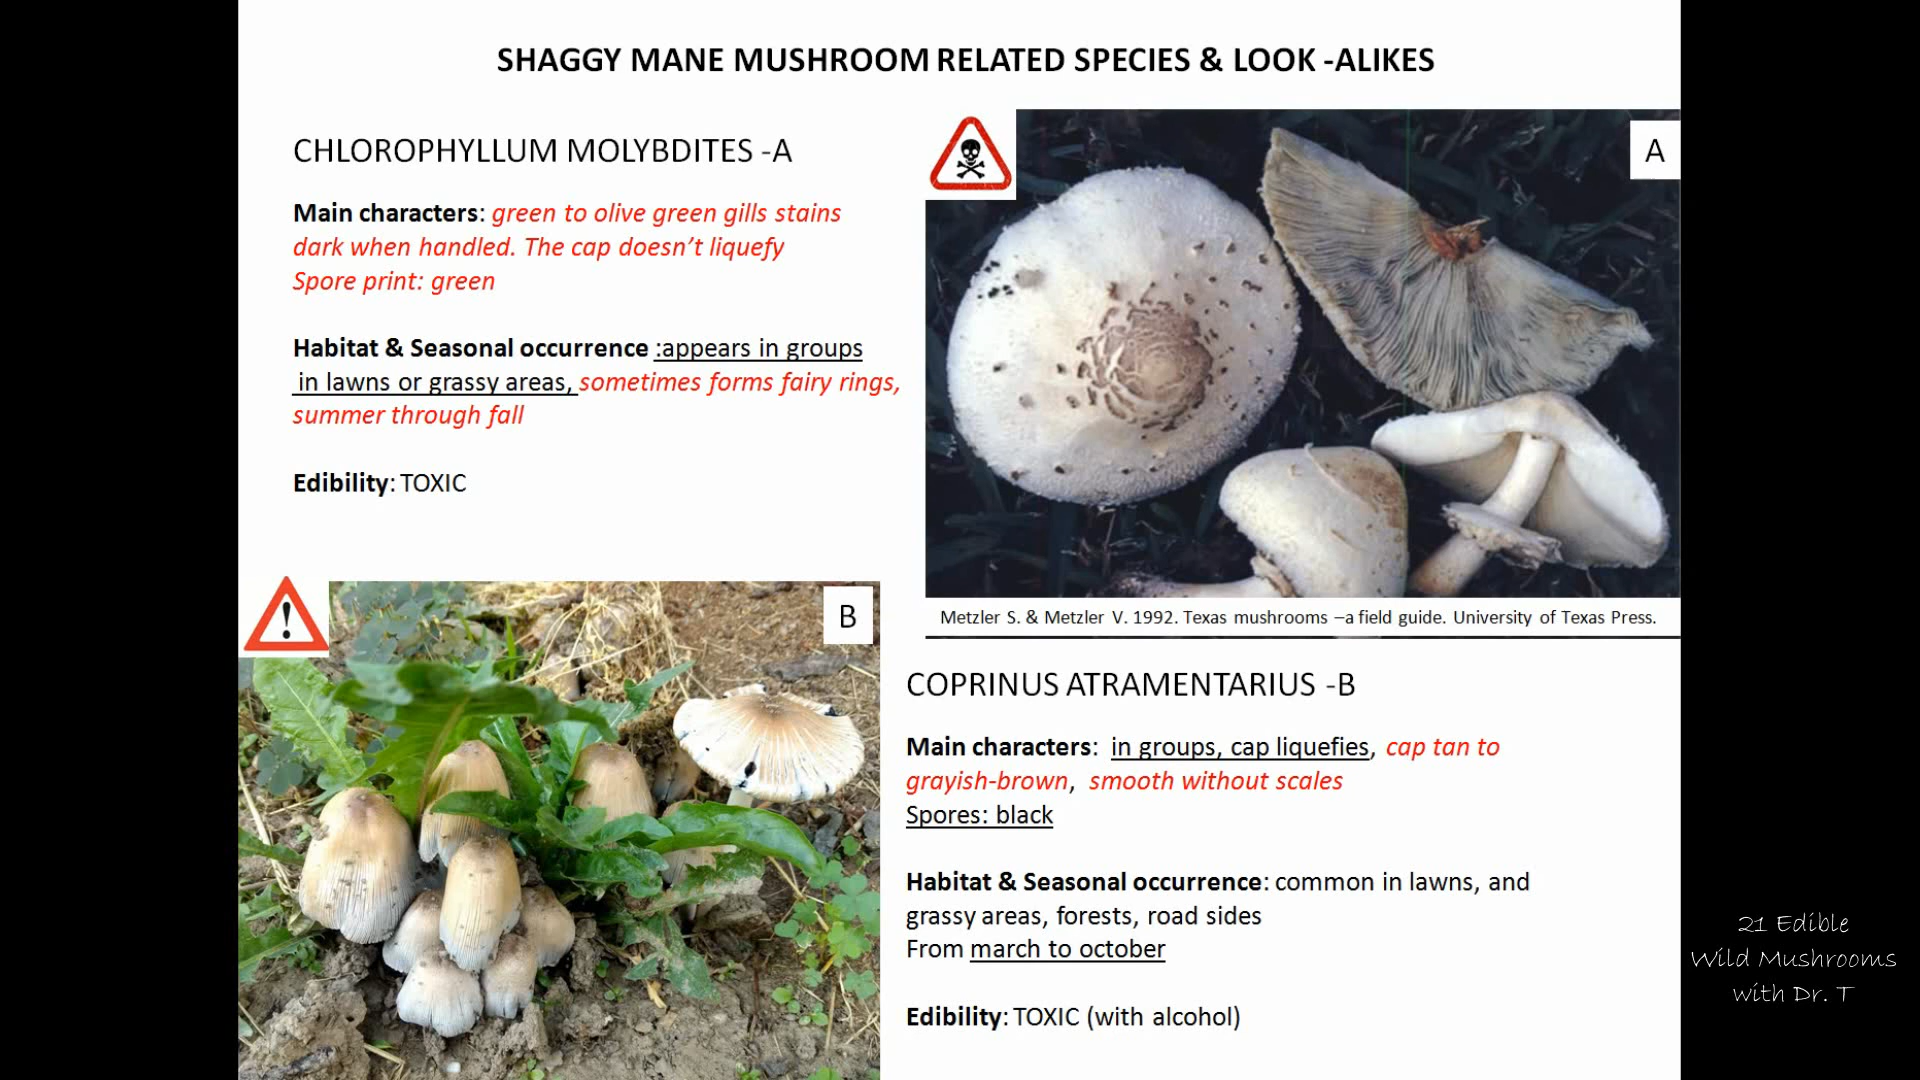 SHAGGY MANE MUSHROOM RELATED SPECIES & LOOK -ALIKES
CHLOROPHYLLUM MOLYBDITES -A
Main characters: green to olive green gills stains
dark when handled. The cap doesn't liquefy
Spore print: green
Habitat & Seasonal occurrence :appears in groups
in lawns or grassy areas, sometimes forms fairy rings,
summer through fall
Edibility: TOXIC
A
Metzler S. & Metzler V. 1992. Texas mushrooms –a field guide. University of Texas Press.
!
B
COPRINUS ATRAMENTARIUS -B
Main characters: in groups, cap liquefies, cap tan to
grayish-brown, smooth without scales
Spores: black
Habitat & Seasonal occurrence: common in lawns, and
grassy areas, forests, road sides
From march to october
Edibility: TOXIC (with alcohol)
21 Edible
Wild Mushrooms
with Dr. T